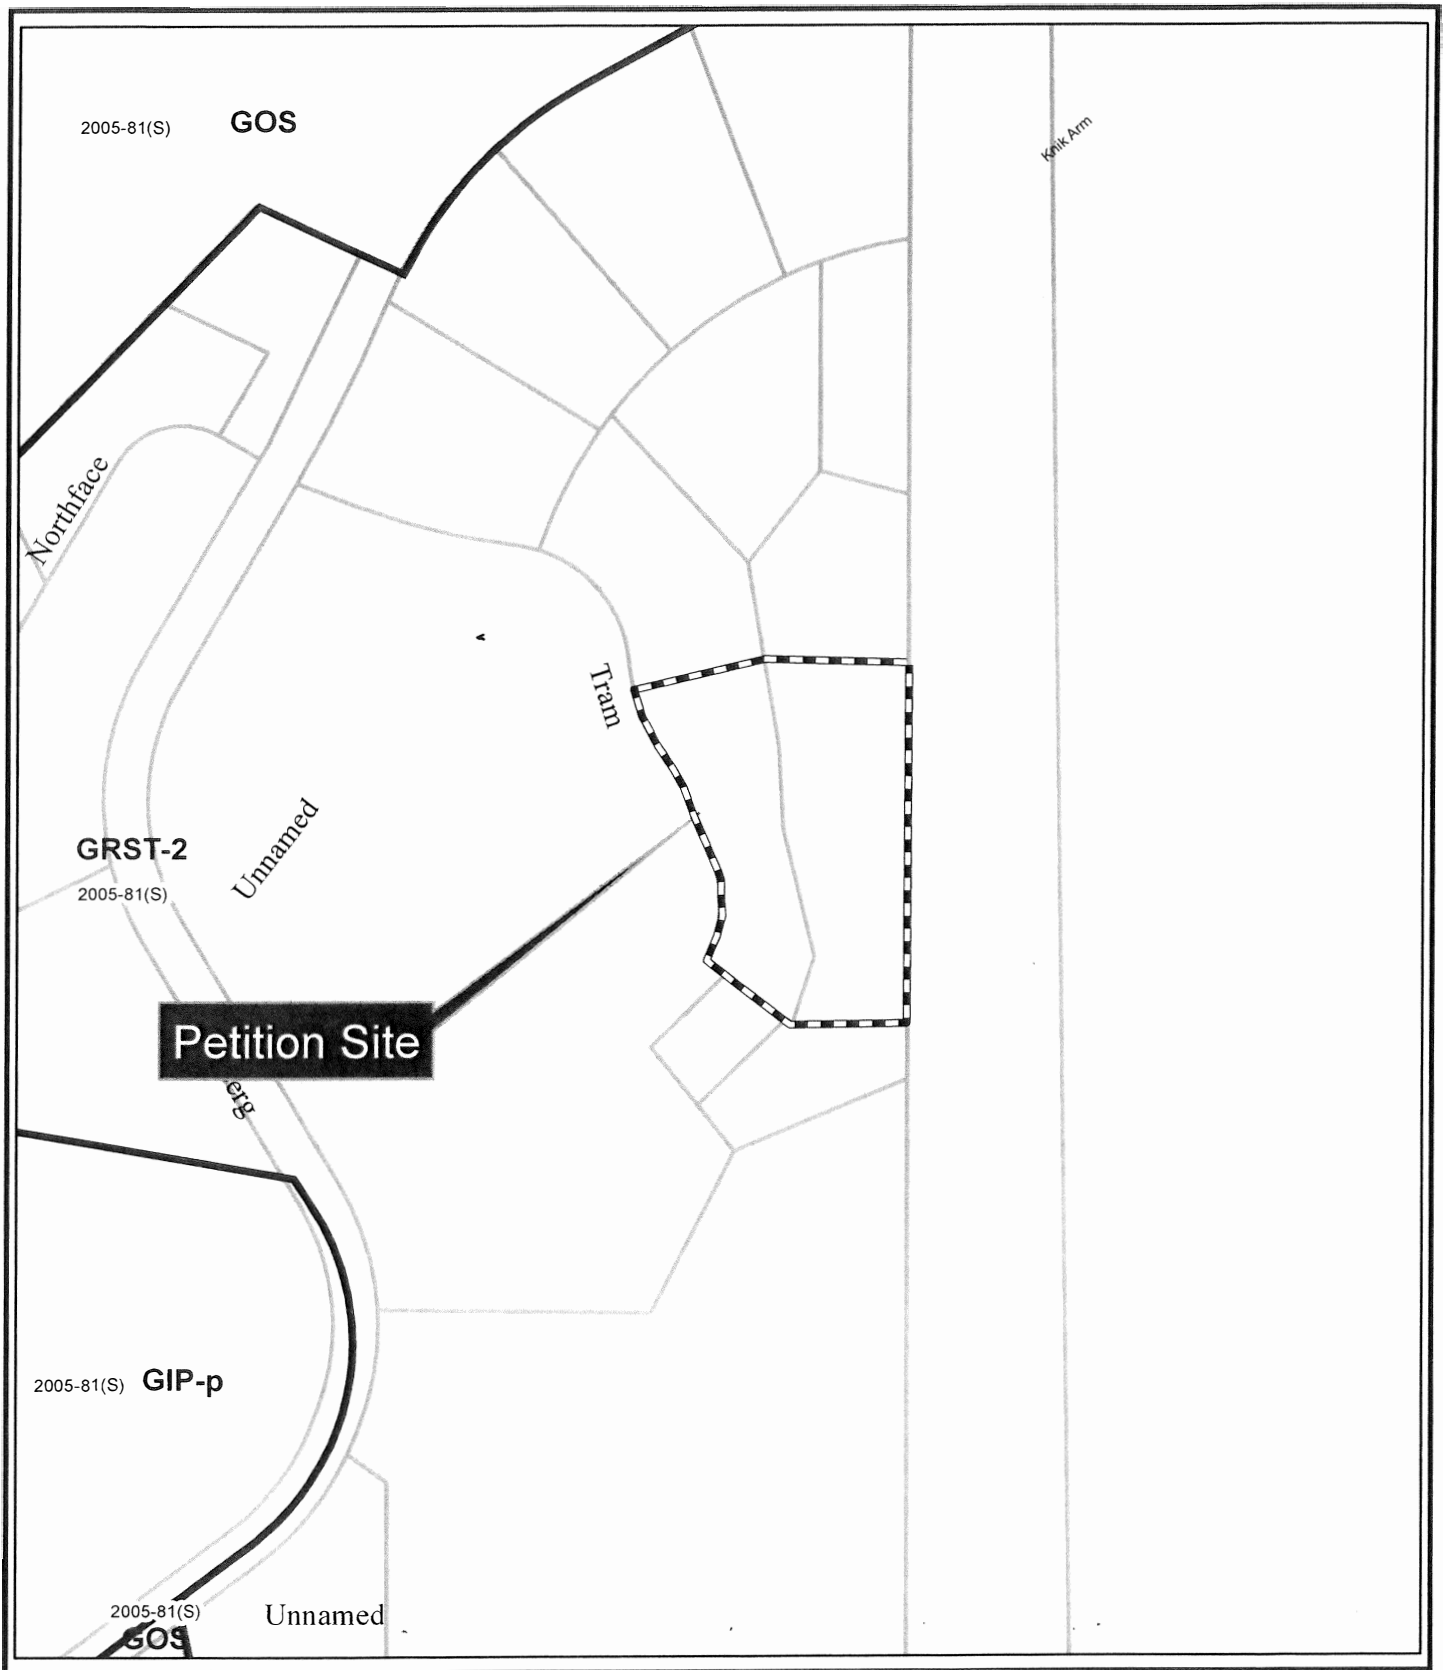 2005-81(S) GOS
Knik Arm
Northface
Tram
Unnamed
GRST-2
2005-81(S)
Petition Site
erg
2005-81(S) GIP-p
2005-81(S)
Unnamed
GOS